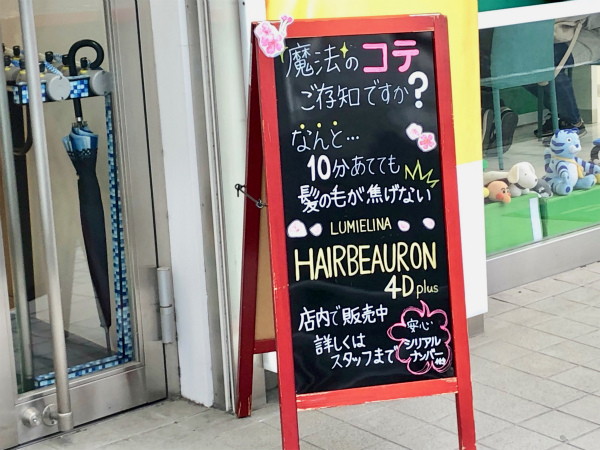 魔法のコテ
ご存知ですか?
なんと…
10分あてても
髪の毛が焦げない
LUMIELINA
HAIRBEAURON
4D plus
店内で販売中
詳しくは
スタッフまで
安心
シリアル
ナンバー